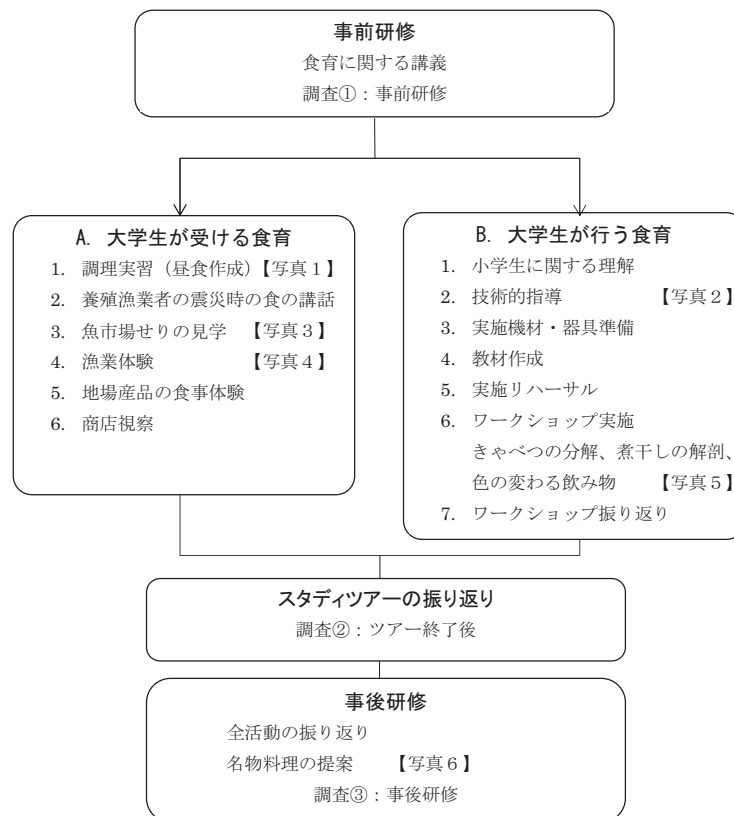 事前研修
食育に関する講義
調査①：事前研修
A. 大学生が受ける食育
1. 調理実習（昼食作成）【写真１】
2. 養殖漁業者の震災時の食の講話
3. 魚市場せりの見学 【写真３】
4. 漁業体験 【写真４】
5. 地場産品の食事体験
6. 商店視察
B. 大学生が行う食育
1. 小学生に関する理解
2. 技術的指導 【写真２】
3. 実施機材・器具準備
4. 教材作成
5. 実施リハーサル
6. ワークショップ実施
きゃべつの分解、煮干しの解剖、
色の変わる飲み物 【写真５】
7. ワークショップ振り返り
スタディツアーの振り返り
調査②：ツアー終了後
事後研修
全活動の振り返り
名物料理の提案 【写真６】
調査③：事後研修